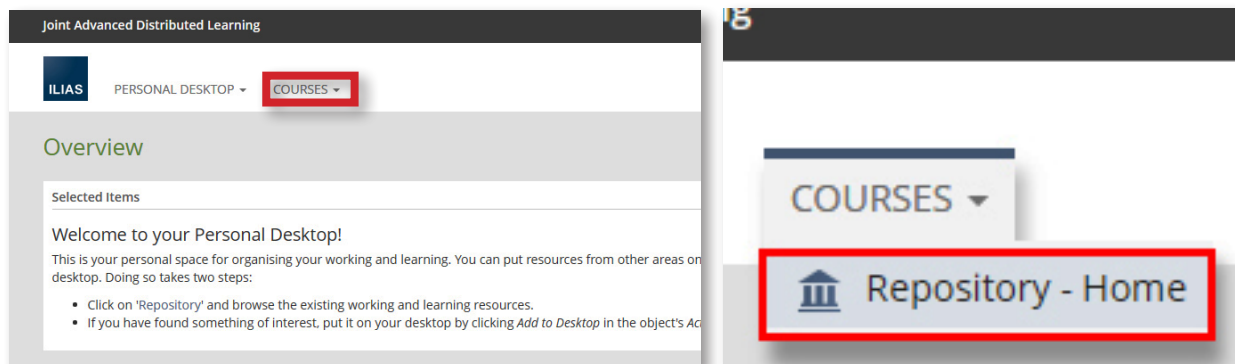 Joint Advanced Distributed Learning
ILIAS
PERSONAL DESKTOP
COURSES
Overview
Selected Items
Welcome to your Personal Desktop!
This is your personal space for organising your working and learning. You can put resources from other areas on
desktop. Doing so takes two steps:
• Click on 'Repository' and browse the existing working and learning resources.
• If you have found something of interest, put it on your desktop by clicking Add to Desktop in the object's
COURSES
Repository - Home